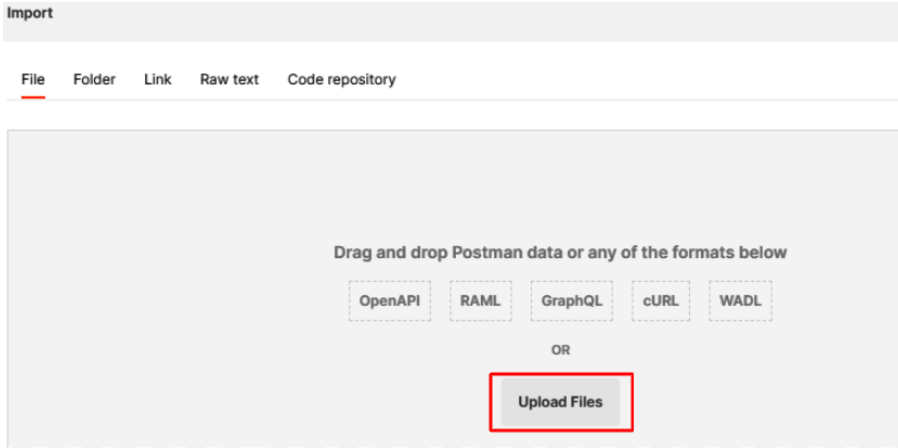 Import
File Folder Link Raw text Code repository
Drag and drop Postman data or any of the formats below
OpenAPI RAML GraphQL cURL WADL
OR
Upload Files